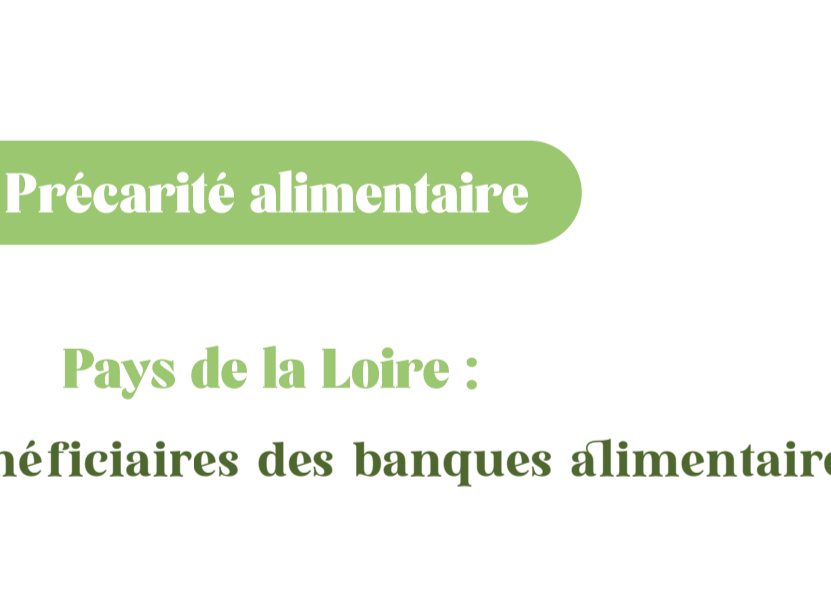 Précarité alimentaire
Pays de la Loire :
néficiaires des banques alimentaire